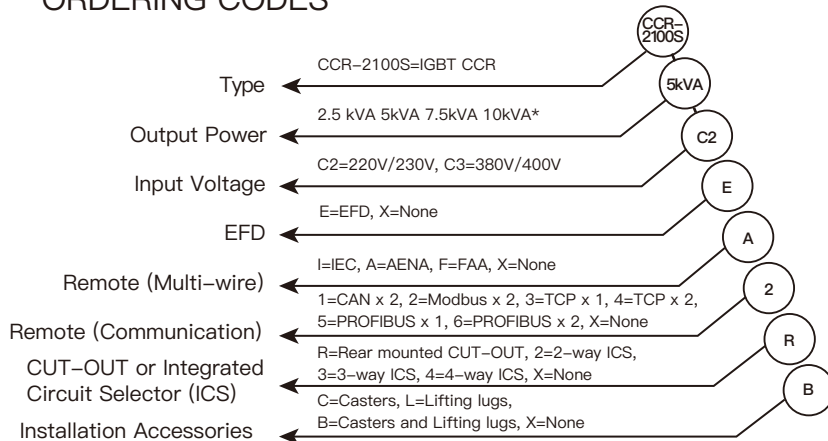 ORDERING CODES
CCR-
2100S
Type
CCR-2100S=IGBT CCR
5kVA
Output Power
2.5 kVA 5kVA 7.5kVA 10kVA*
C2
Input Voltage
C2=220V/230V, C3=380V/400V
E
EFD
E=EFD, X=None
A
Remote (Multi-wire)
I=IEC, A=AENA, F=FAA, X=None
2
Remote (Communication)
1=CAN x 2, 2=Modbus x 2, 3=TCP x 1, 4=TCP x 2,
5=PROFIBUS x 1, 6=PROFIBUS x 2, X=None
R
CUT-OUT or Integrated
Circuit Selector (ICS)
R=Rear mounted CUT-OUT, 2=2-way ICS,
3=3-way ICS, 4=4-way ICS, X=None
B
Installation Accessories
C=Casters, L=Lifting lugs,
B=Casters and Lifting lugs, X=None